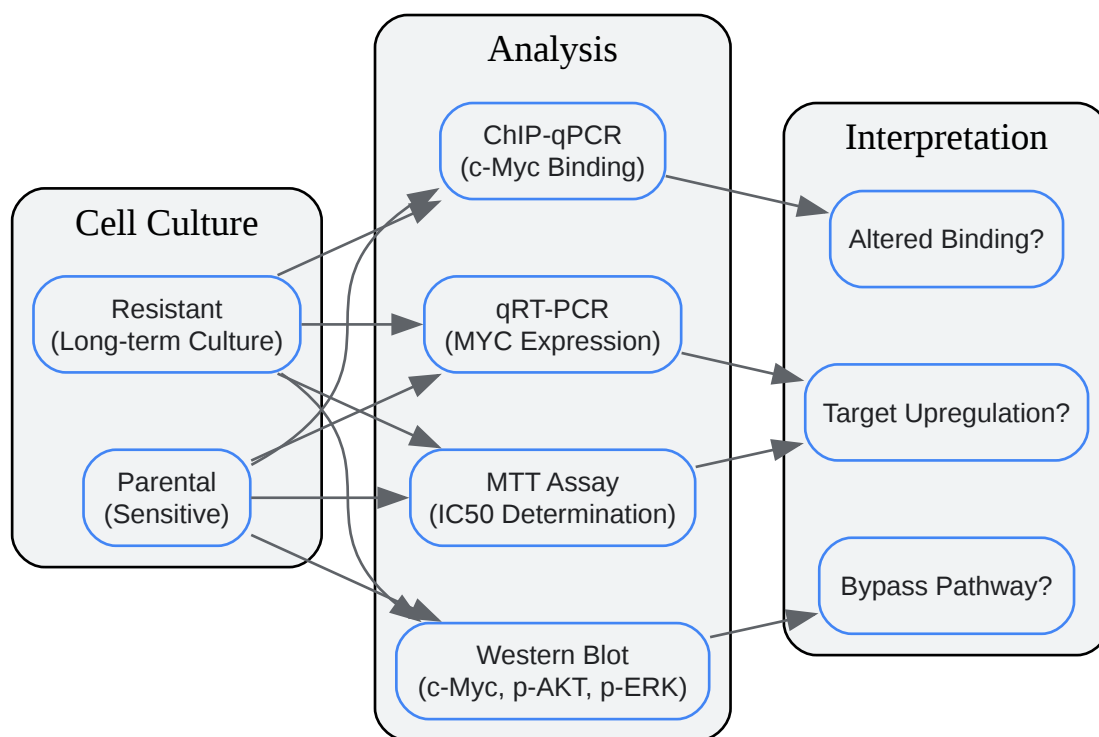 Cell Culture
Resistant
(Long-term Culture)
Parental
(Sensitive)
Analysis
ChIP-qPCR
(c-Myc Binding)
qRT-PCR
(MYC Expression)
MTT Assay
(IC50 Determination)
Western Blot
(c-Myc, p-AKT, p-ERK)
Interpretation
Altered Binding?
Target Upregulation?
Bypass Pathway?